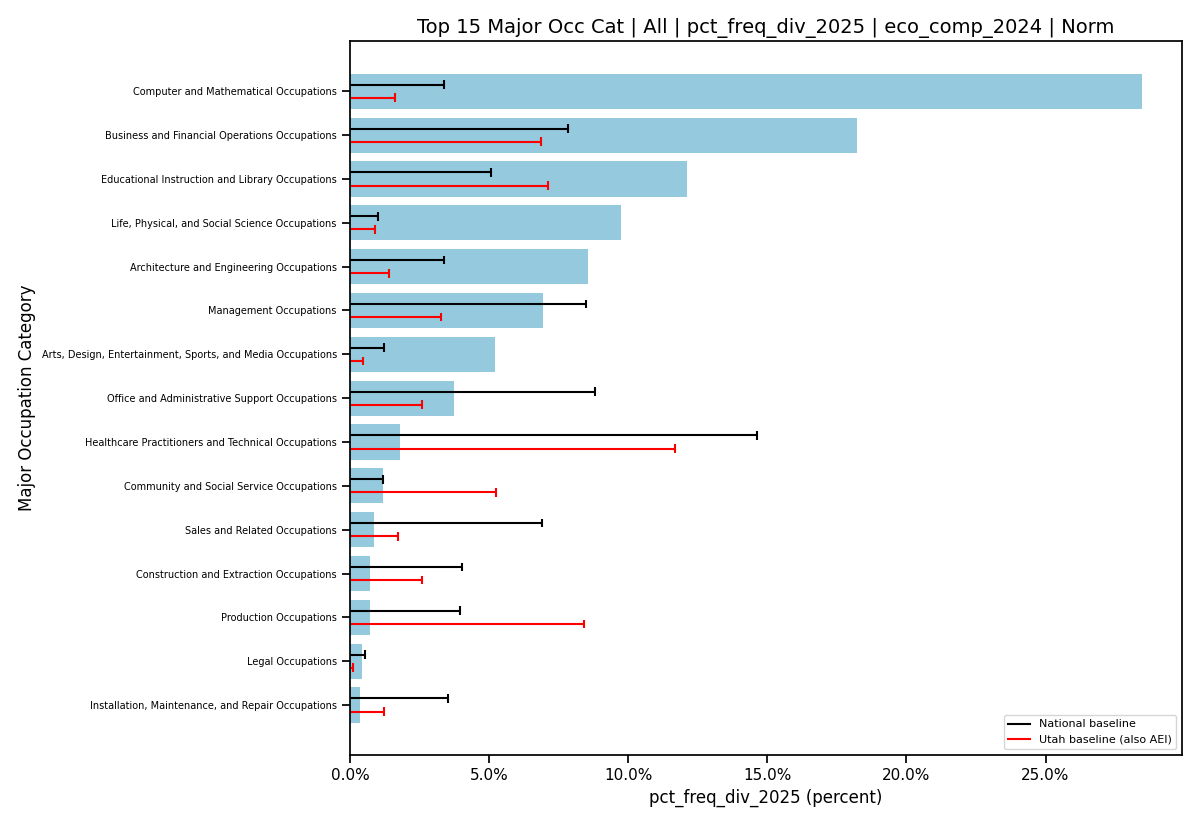 Top 15 Major Occ Cat | All | pct_freq_div_2025 | eco_comp_2024 | Norm
Major Occupation Category
Computer and Mathematical Occupations
Business and Financial Operations Occupations
Educational Instruction and Library Occupations
Life, Physical, and Social Science Occupations
Architecture and Engineering Occupations
Management Occupations
Arts, Design, Entertainment, Sports, and Media Occupations
Office and Administrative Support Occupations
Healthcare Practitioners and Technical Occupations
Community and Social Service Occupations
Sales and Related Occupations
Construction and Extraction Occupations
Production Occupations
Legal Occupations
Installation, Maintenance, and Repair Occupations
National baseline
Utah baseline (also AEI)
0.0% 5.0% 10.0% 15.0% 20.0% 25.0%
pct_freq_div_2025 (percent)